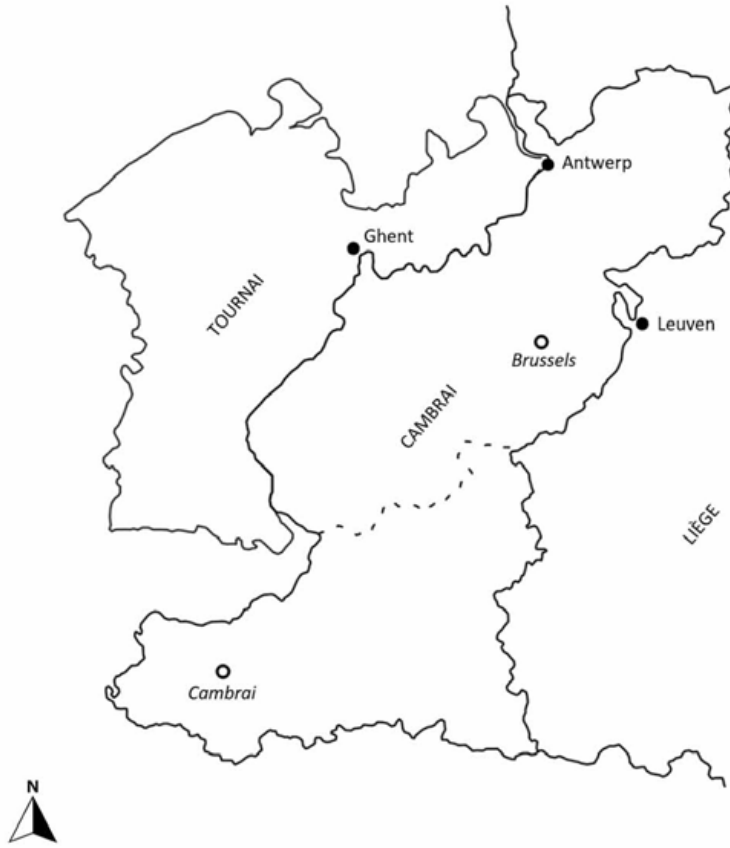 Antwerp
Ghent
TOURNAI
Leuven
Brussels
CAMBRAI
LIÈGE
Cambrai
N